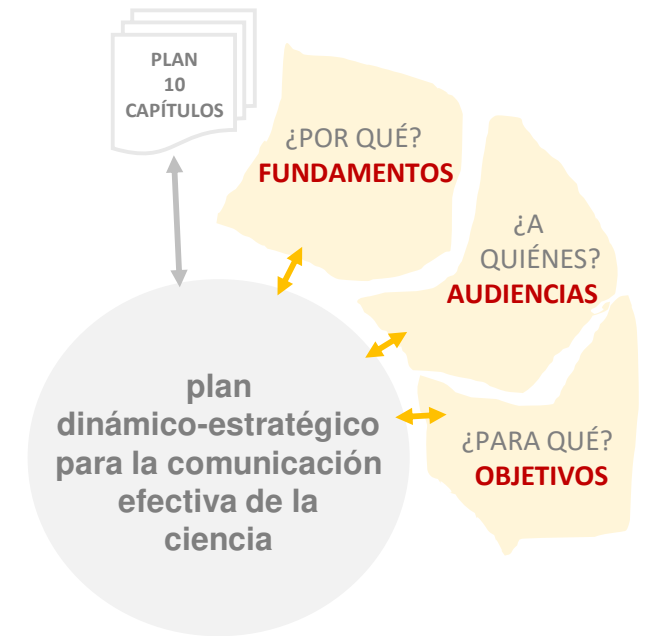 PLAN
10
CAPÍTULOS
¿POR QUÉ?
FUNDAMENTOS
¿A
QUIÉNES?
AUDIENCIAS
¿PARA QUÉ?
OBJETIVOS
plan
dinámico-estratégico
para la comunicación
efectiva de la
ciencia